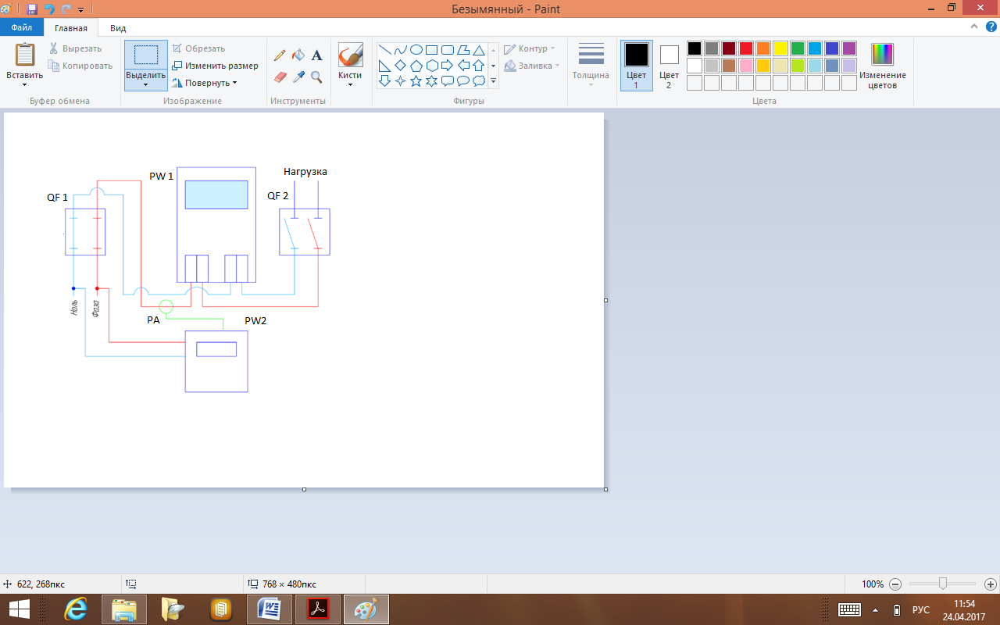 Безымянный - Paint
Файл
Главная
Вид
Вставить
Вырезать
Копировать
Буфер обмена
Выделить
Обрезать
Изменить размер
Повернуть
Изображение
Инструменты
Кисти
Фигуры
Контур
Заливка
Толщина
Цвет
1
Цвет
2
Цвета
Изменение
цветов
QF 1
PW 1
Нагрузка
QF 2
Ноль
Фаза
PA
PW2
622, 268пкс
768 × 480пкс
100%
РУС
11:54
24.04.2017